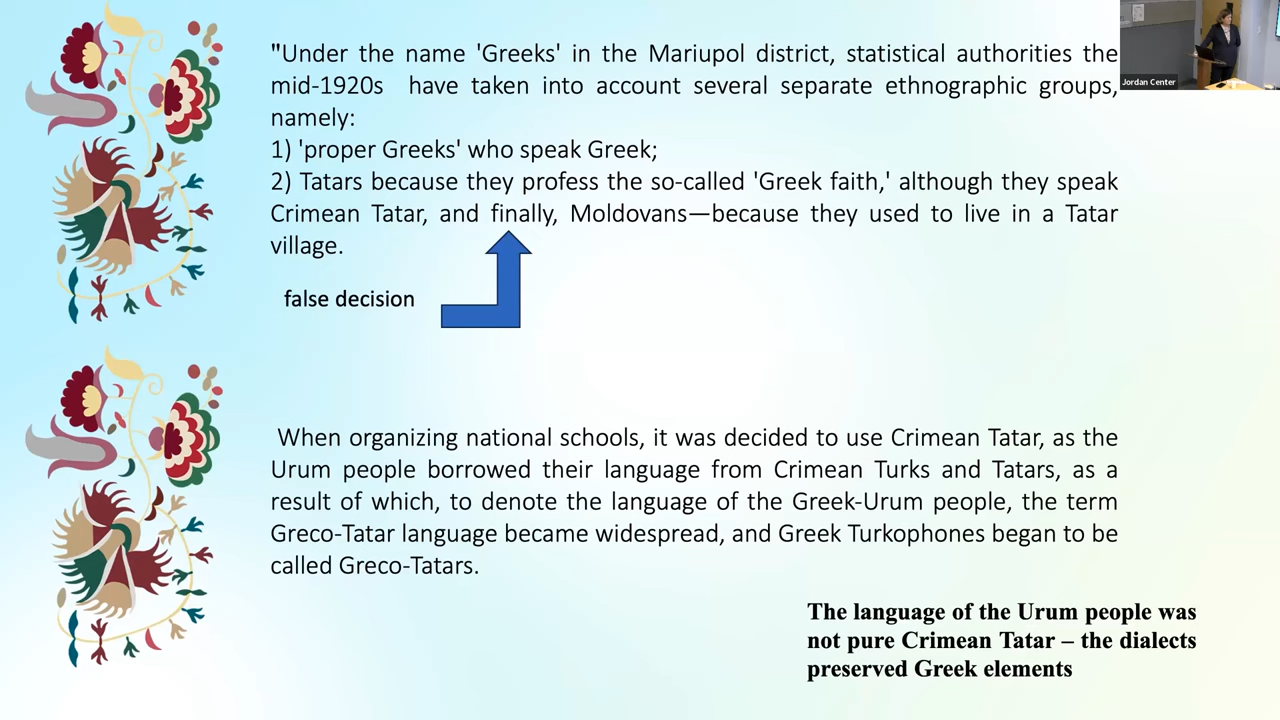 "Under the name 'Greeks' in the Mariupol district, statistical authorities the
mid-1920s have taken into account several separate ethnographic groups,
namely:
1) 'proper Greeks' who speak Greek;
2) Tatars because they profess the so-called 'Greek faith,' although they speak
Crimean Tatar, and finally, Moldovans—because they used to live in a Tatar
village.
false decision
When organizing national schools, it was decided to use Crimean Tatar, as the
Urum people borrowed their language from Crimean Turks and Tatars, as a
result of which, to denote the language of the Greek-Urum people, the term
Greco-Tatar language became widespread, and Greek Turkophones began to be
called Greco-Tatars.
The language of the Urum people was
not pure Crimean Tatar – the dialects
preserved Greek elements
Jordan Center